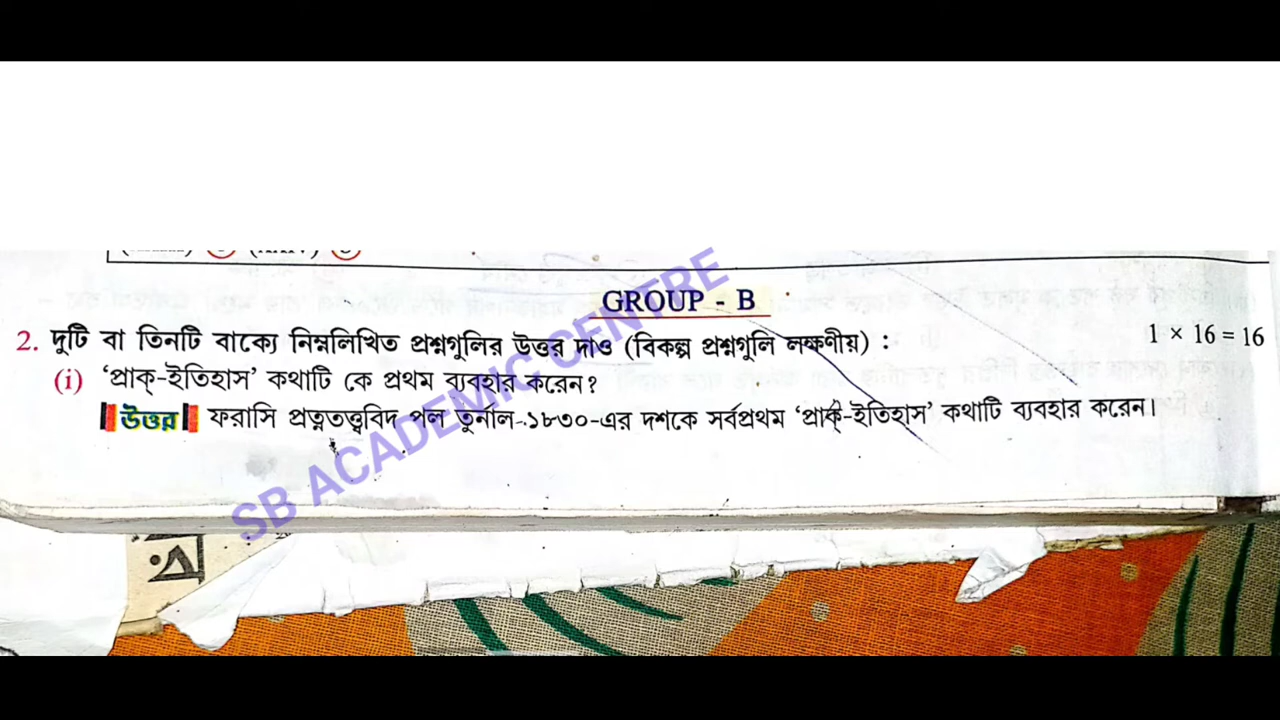 GROUP - B
2. দুটি বা তিনটি বাক্যে নিম্নলিখিত প্রশ্নগুলির উত্তর দাও (বিকল্প প্রশ্নগুলি লক্ষণীয়) : 1 × 16 = 16
(i) ‘প্রাক্-ইতিহাস’ কথাটি কে প্রথম ব্যবহার করেন?
উত্তর ফরাসি প্রত্নতত্ত্ববিদ পল তুর্নাল ১৮৩০-এর দশকে সর্বপ্রথম ‘প্রাক্-ইতিহাস’ কথাটি ব্যবহার করেন।
SB ACADEMIC CENTRE